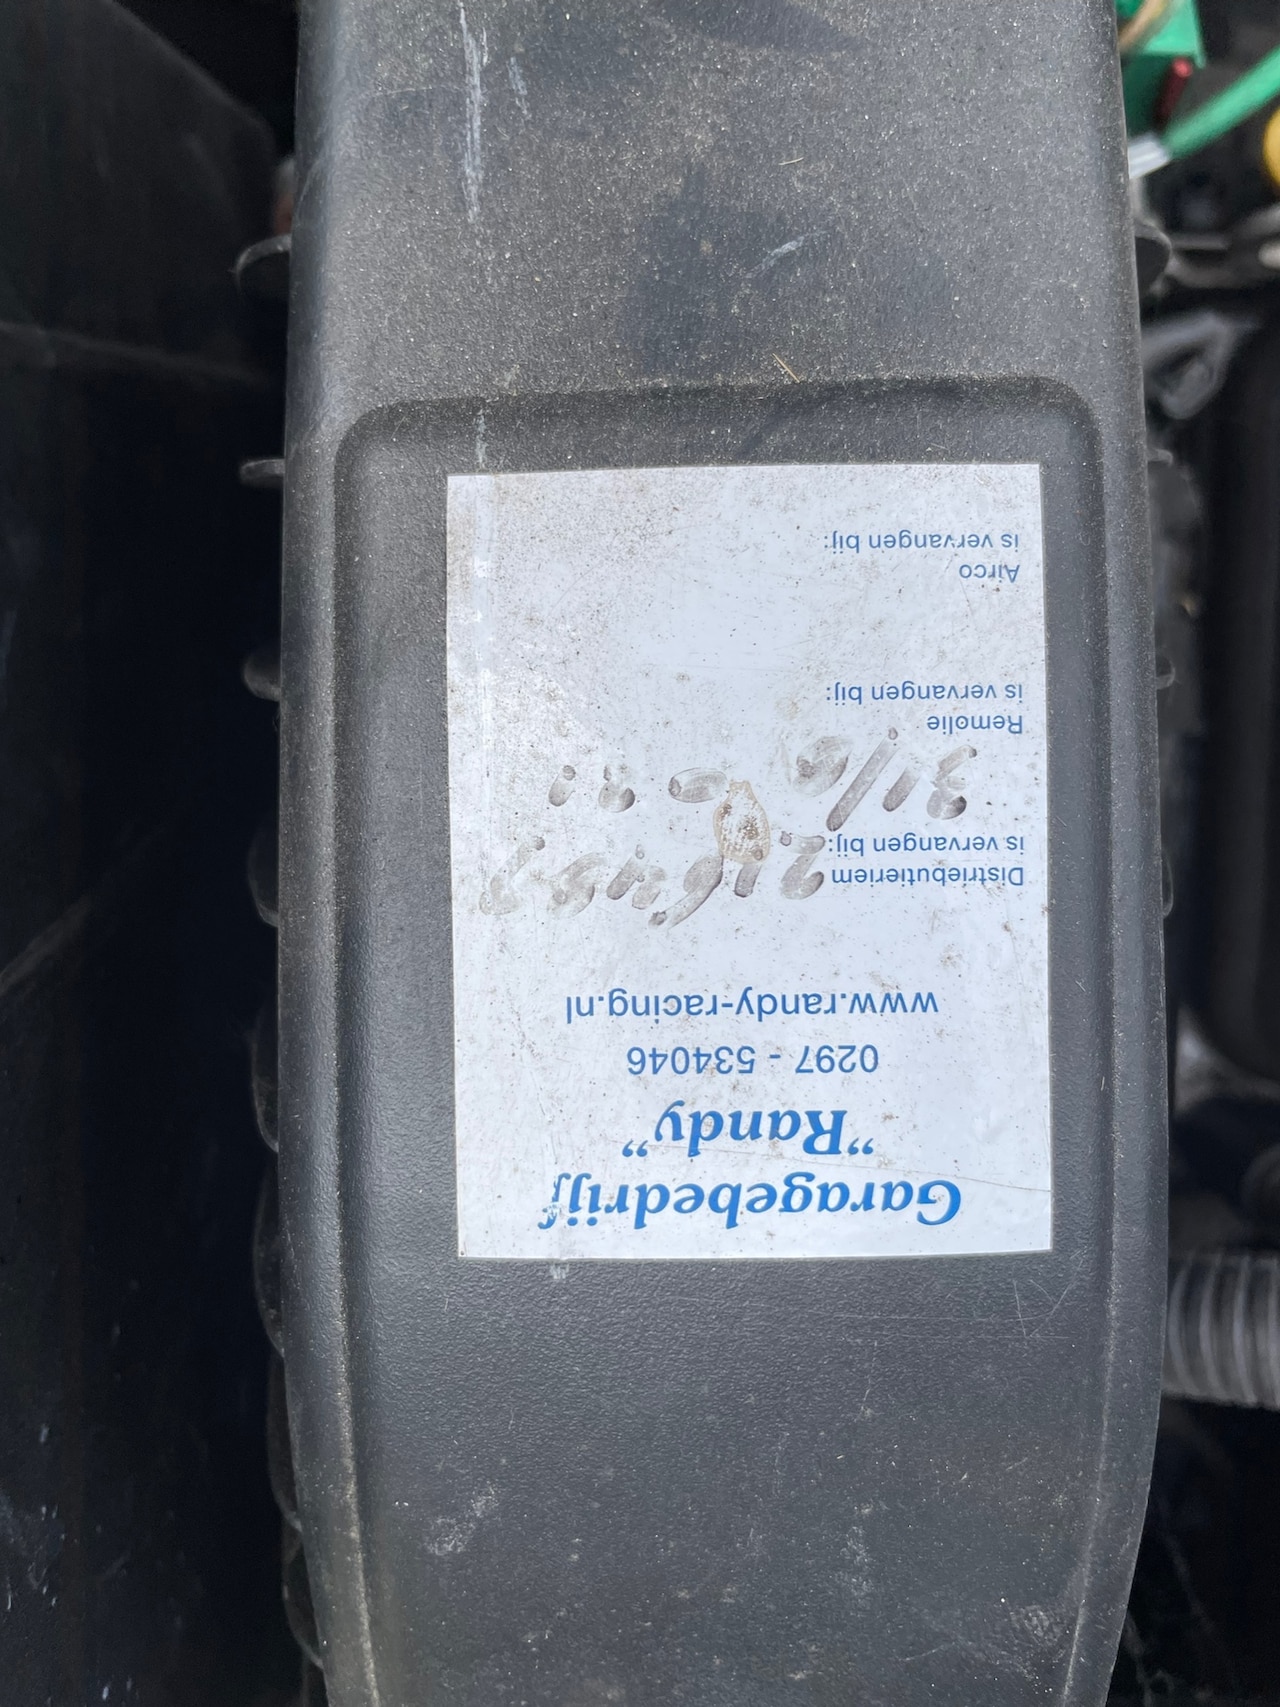 Garagebedrijf
”Randy”
0297 - 534046
www.randy-racing.nl
Distriebutieriem
is vervangen bij:
Remolie
is vervangen bij:
Airco
is vervangen bij: